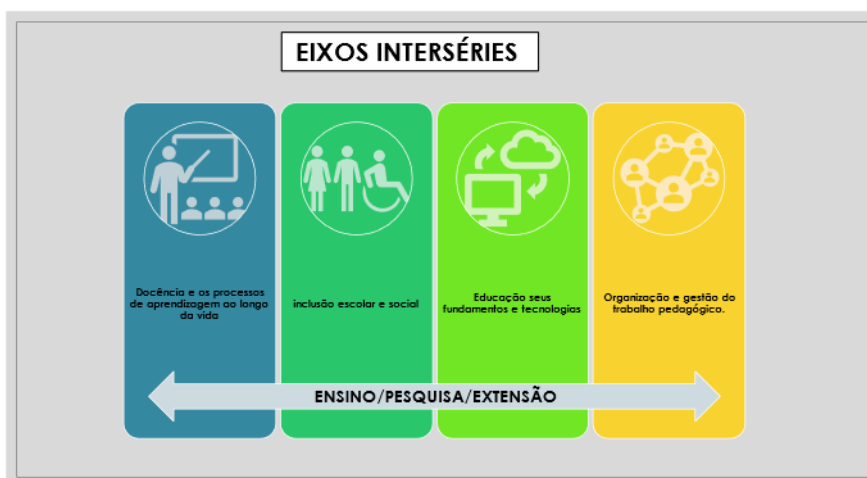 EIXOS INTERSÉRIES
Docência e os processos
de aprendizagem ao longo
da vida
inclusão escolar e social
Educação seus
fundamentos e tecnologias
Organização e gestão do
trabalho pedagógico.
ENSINO/PESQUISA/EXTENSÃO